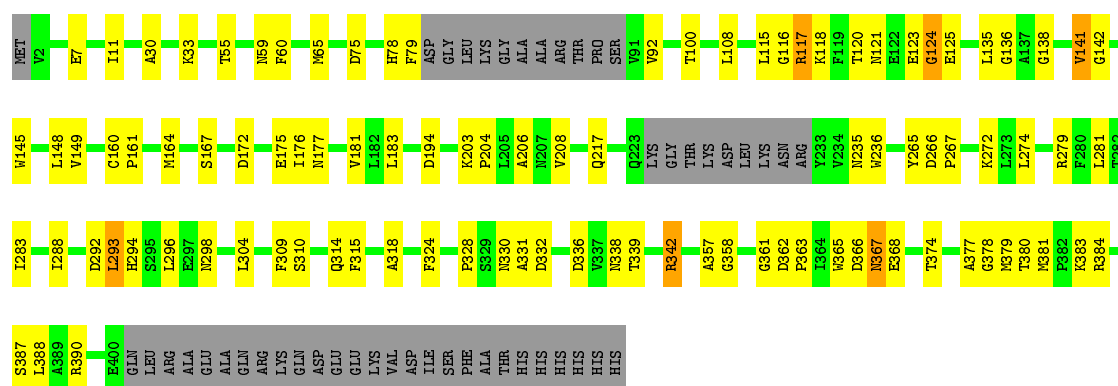 MET V2 E7 I11 A30 K33 T55 N59 F60 M65 D75 H78 F79 ASP GLY LEU LYS GLY ALA ALA ARG THR PRO SER V91 V92 T100 L108 L115 G116 R117 K118 F119 T120 N121 E122 E123 G124 E125 L135 G136 A137 G138 V141 G142
W145 L148 V149 C160 P161 M164 S167 D172 E175 I176 N177 V181 L182 L183 D194 K203 P204 L205 A206 N207 V208 Q217 Q223 LYS GLY THR LYS ASP LEU LYS ASN ARG Y233 V234 N235 W236 Y265 D266 P267 K272 L273 L274 R279 F280 L281 T282
I283 I288 D292 L293 H294 S295 L296 E297 N298 L304 F309 S310 Q314 F315 A318 F324 P328 S329 N330 A331 D332 D336 V337 N338 T339 R342 A357 G358 G361 D362 P363 I364 W365 D366 N367 E368 T374 A377 G378 M379 T380 M381 P382 K383 R384
S387 L388 A389 R390 E400 GLN LEU ARG ALA GLU ALA GLN ARG LYS GLN ASP GLU GLU LYS VAL ASP ILE SER PHE ALA THR HIS HIS HIS HIS HIS HIS